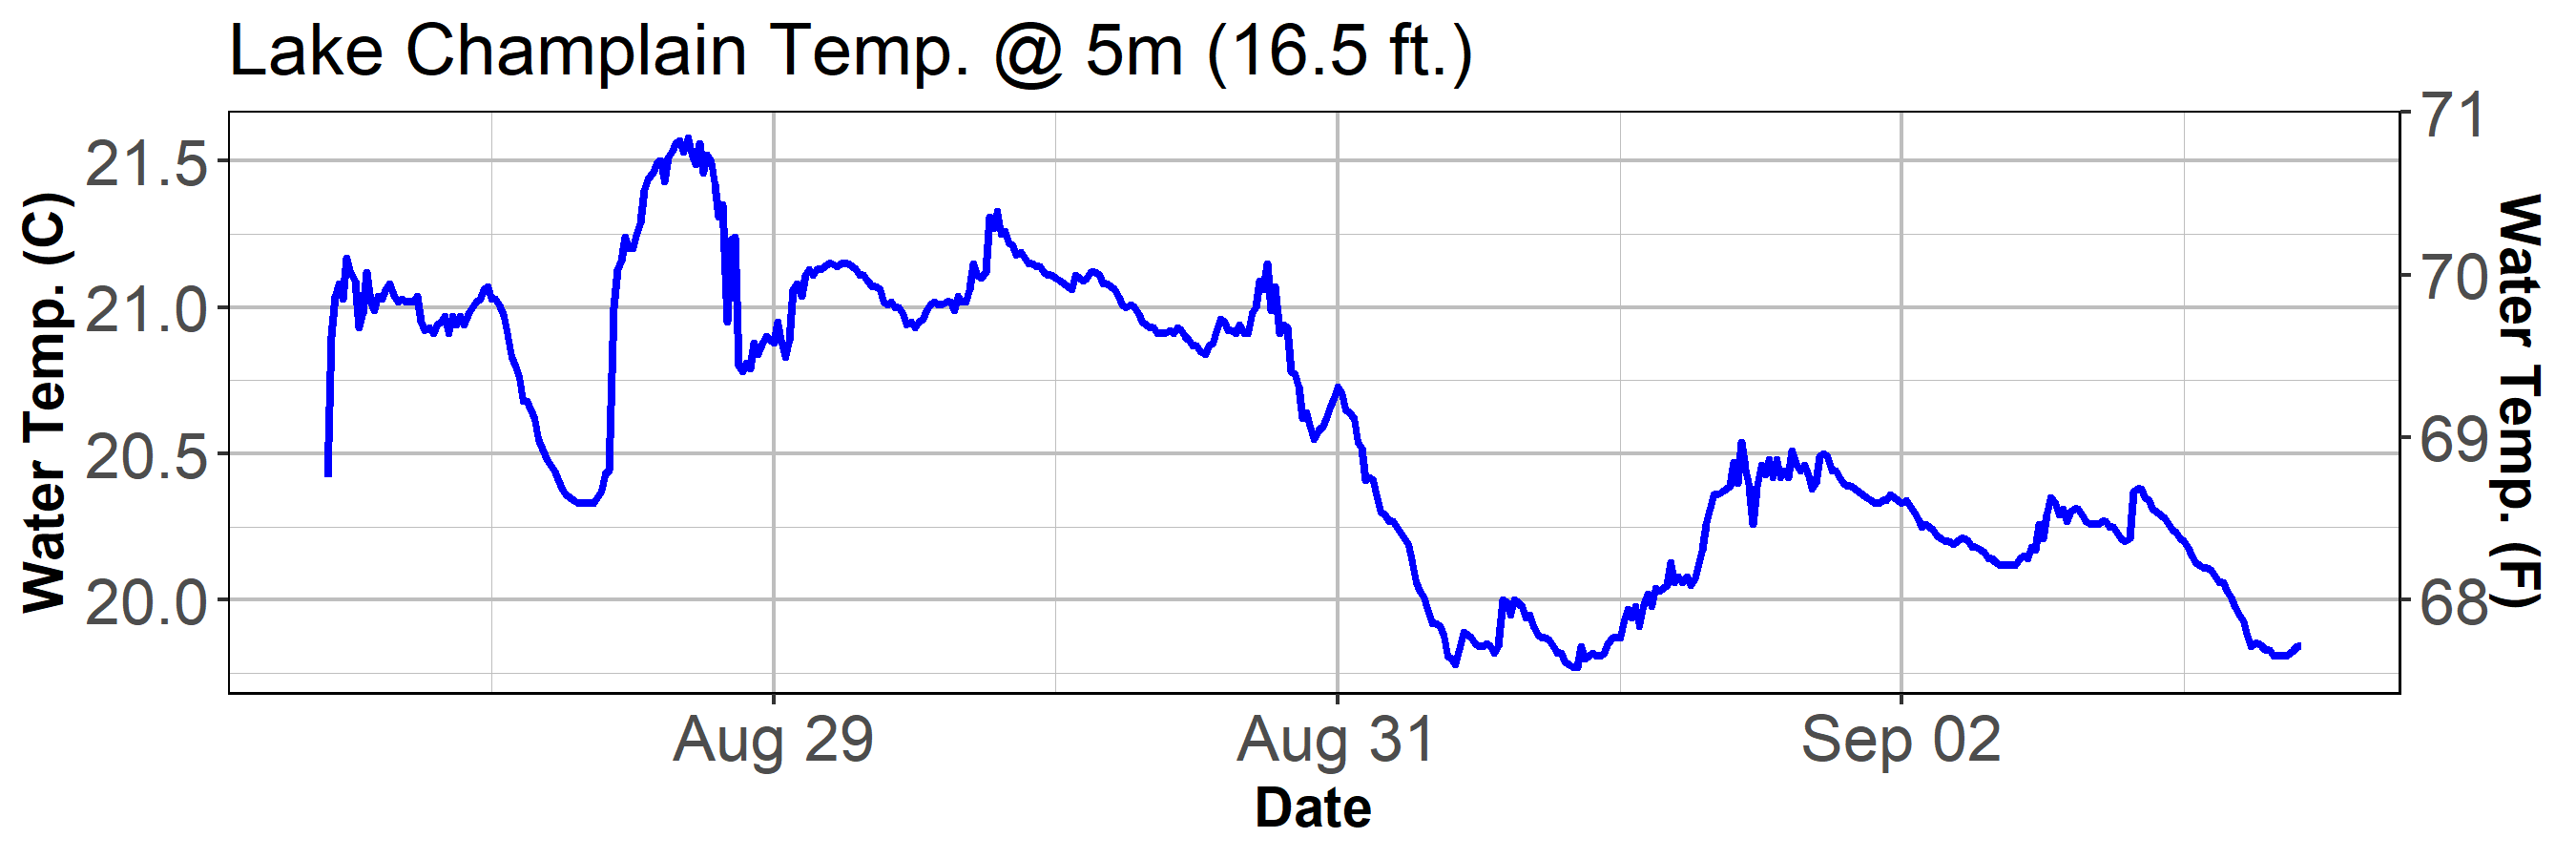 Lake Champlain Temp. @ 5m (16.5 ft.)
Water Temp. (C)
21.5
21.0
20.5
20.0
71
70
69
68
Water Temp. (F)
Aug 29
Aug 31
Sep 02
Date